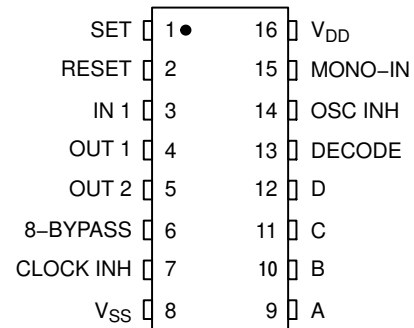 SET 1 16 VDD
RESET 2 15 MONO−IN
IN 1 3 14 OSC INH
OUT 1 4 13 DECODE
OUT 2 5 12 D
8−BYPASS 6 11 C
CLOCK INH 7 10 B
VSS 8 9 A